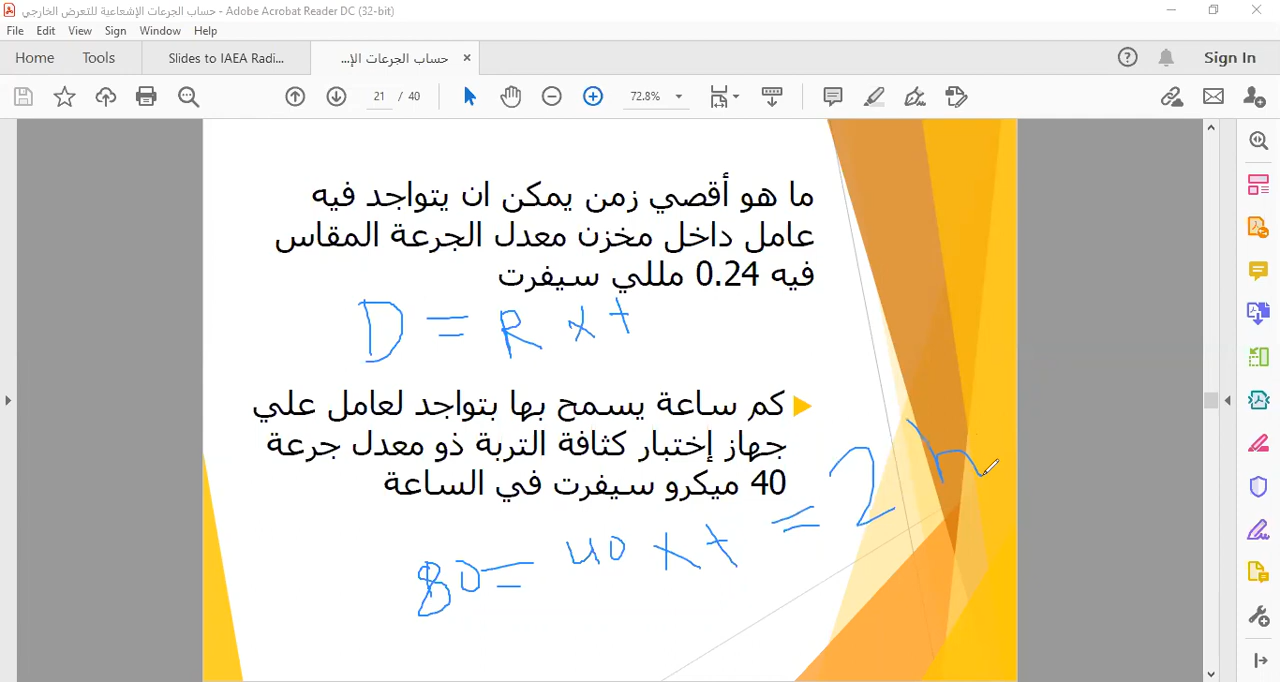 حساب الجرعات الإشعاعية للتعرض الخارجي - Adobe Acrobat Reader DC (32-bit)
File Edit View Sign Window Help
Home Tools Slides to IAEA Radi... حساب الجرعات الإ... × Sign In
21 / 40 72.8%
ما هو أقصي زمن يمكن ان يتواجد فيه
عامل داخل مخزن معدل الجرعة المقاس
فيه 0.24 مللي سيفرت
D = R x t
كم ساعة يسمح بها بتواجد لعامل علي
جهاز إختبار كثافة التربة ذو معدل جرعة
40 ميكرو سيفرت في الساعة
80 = 40 x t = 2 h